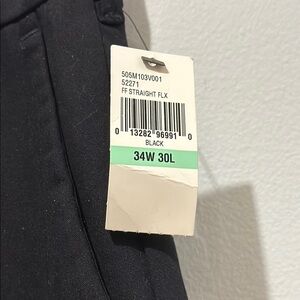 505M103V001
52271
FF STRAIGHT FLX
0 13282 96991 0
BLACK
34W 30L